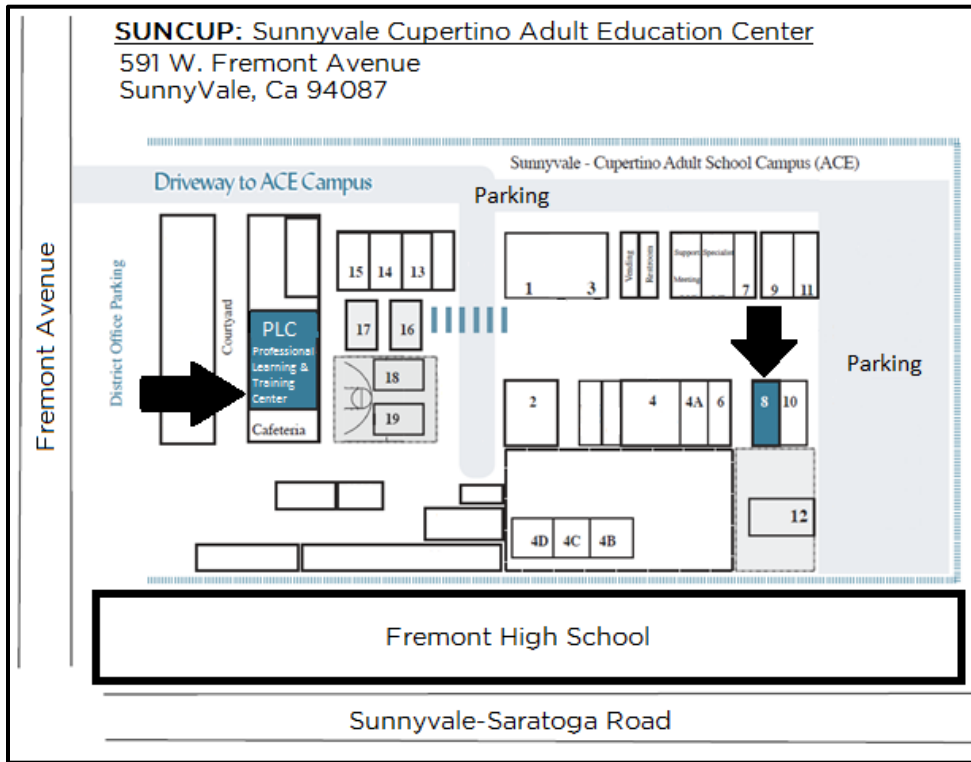 SUNCUP: Sunnyvale Cupertino Adult Education Center
591 W. Fremont Avenue
SunnyVale, Ca 94087
Sunnyvale - Cupertino Adult School Campus (ACE)
Driveway to ACE Campus
Parking
Fremont Avenue
District Office Parking
Courtyard
15 14 13
17 16
PLC
Professional
Learning &
Training
Center
Cafeteria
18
19
1 3
Vending
Restroom
Support
Meeting
Specialist
7
9
11
Parking
2
4
4A
6
8
10
12
4D 4C 4B
Fremont High School
Sunnyvale-Saratoga Road